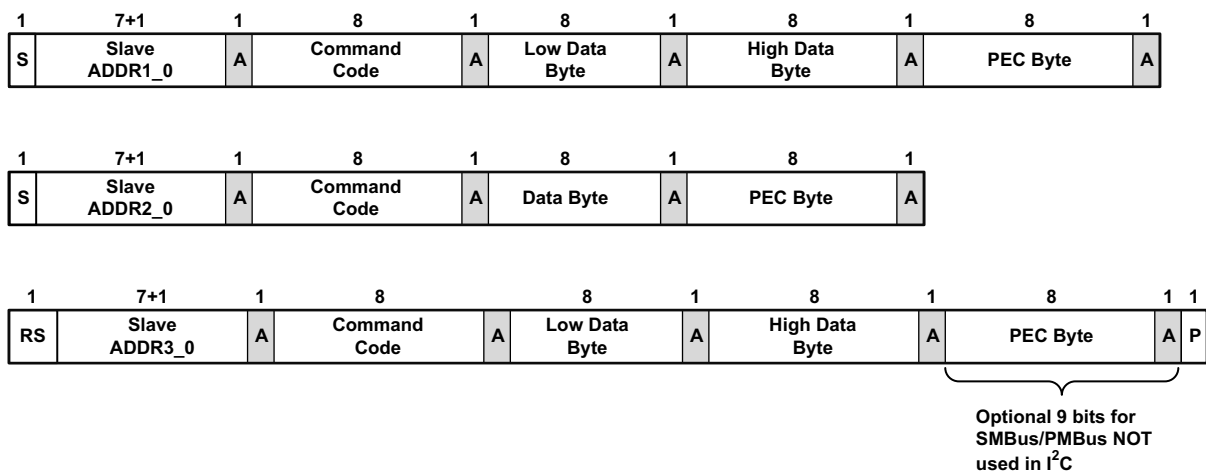 1 7+1 1 8 1 8 1 8 1 8 1
S Slave ADDR1_0 A Command Code A Low Data Byte A High Data Byte A PEC Byte A
1 7+1 1 8 1 8 1 8 1
S Slave ADDR2_0 A Command Code A Data Byte A PEC Byte A
1 7+1 1 8 8 1 8 1 8 1 1
RS Slave ADDR3_0 A Command Code A Low Data Byte A High Data Byte A PEC Byte A P
Optional 9 bits for
SMBus/PMBus NOT
used in I²C